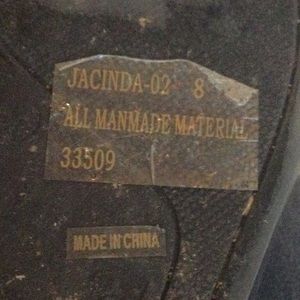 JACINDA-02 8
ALL MANMADE MATERIAL
33509
MADE IN CHINA